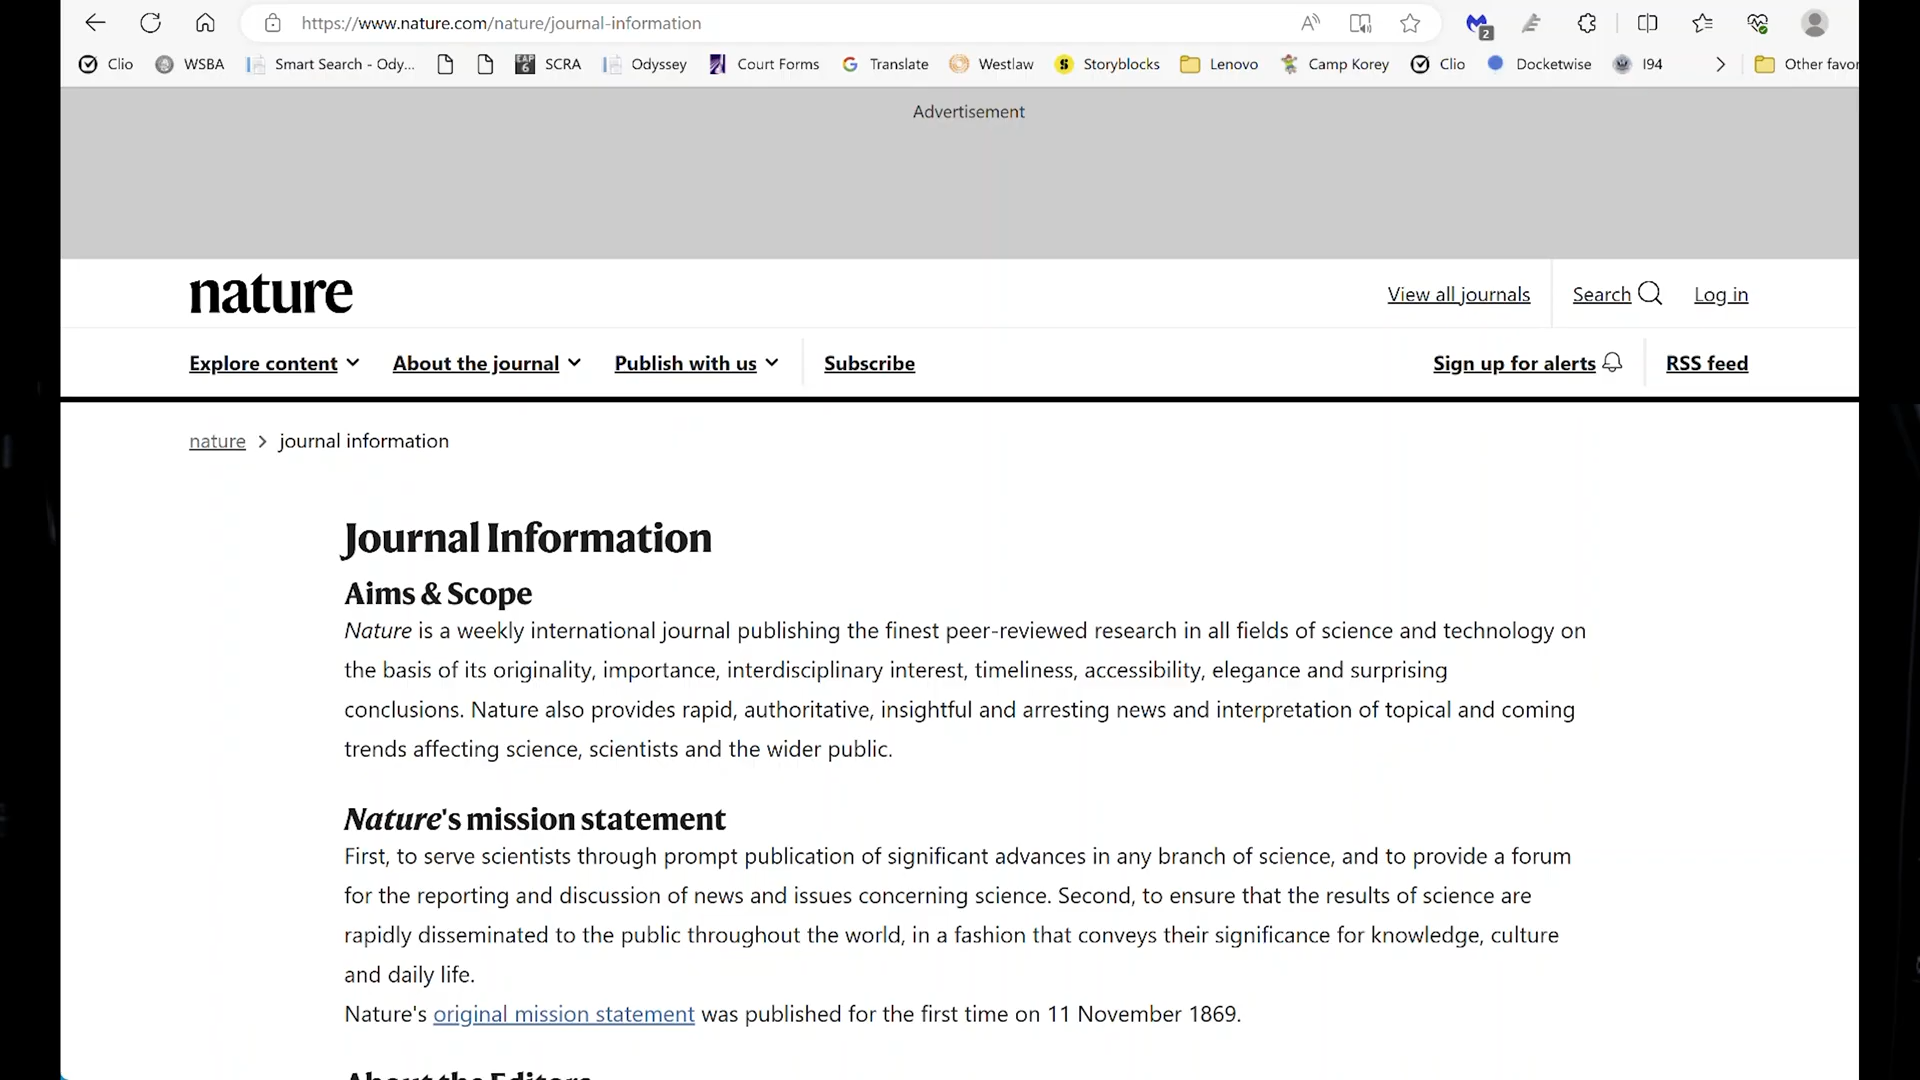 https://www.nature.com/nature/journal-information
2
Clio WSBA Smart Search - Ody... SCRA Odyssey Court Forms Translate Westlaw Storyblocks Lenovo Camp Korey Clio Docketwise I94 Other favor
Advertisement
nature
View all journals Search Log in
Explore content About the journal Publish with us Subscribe Sign up for alerts RSS feed
nature > journal information
Journal Information
Aims & Scope
Nature is a weekly international journal publishing the finest peer-reviewed research in all fields of science and technology on
the basis of its originality, importance, interdisciplinary interest, timeliness, accessibility, elegance and surprising
conclusions. Nature also provides rapid, authoritative, insightful and arresting news and interpretation of topical and coming
trends affecting science, scientists and the wider public.
Nature's mission statement
First, to serve scientists through prompt publication of significant advances in any branch of science, and to provide a forum
for the reporting and discussion of news and issues concerning science. Second, to ensure that the results of science are
rapidly disseminated to the public throughout the world, in a fashion that conveys their significance for knowledge, culture
and daily life.
Nature's original mission statement was published for the first time on 11 November 1869.
About the Editors